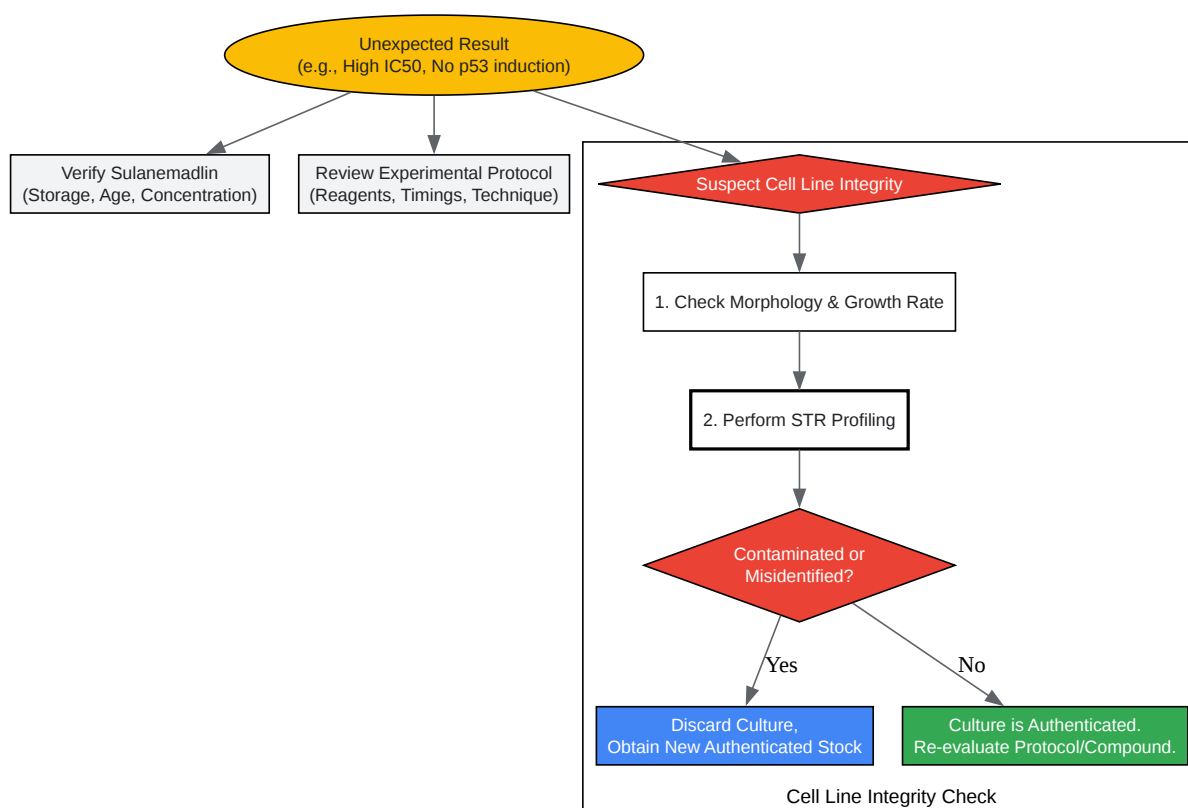 Unexpected Result
(e.g., High IC50, No p53 induction)
Verify Sulanemadlin
(Storage, Age, Concentration)
Review Experimental Protocol
(Reagents, Timings, Technique)
Suspect Cell Line Integrity
1. Check Morphology & Growth Rate
2. Perform STR Profiling
Contaminated or
Misidentified?
Yes
No
Discard Culture,
Obtain New Authenticated Stock
Culture is Authenticated.
Re-evaluate Protocol/Compound.
Cell Line Integrity Check